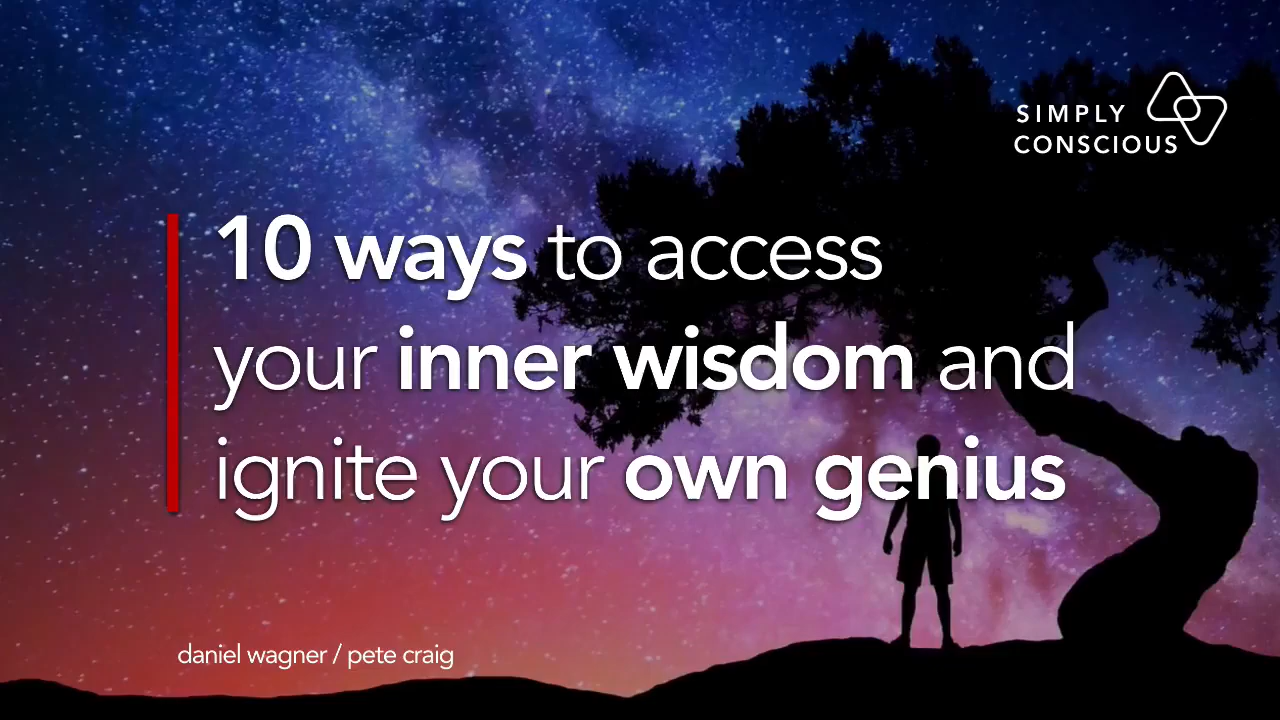 SIMPLY
CONSCIOUS
10 ways to access
your inner wisdom and
ignite your own genius
daniel wagner / pete craig